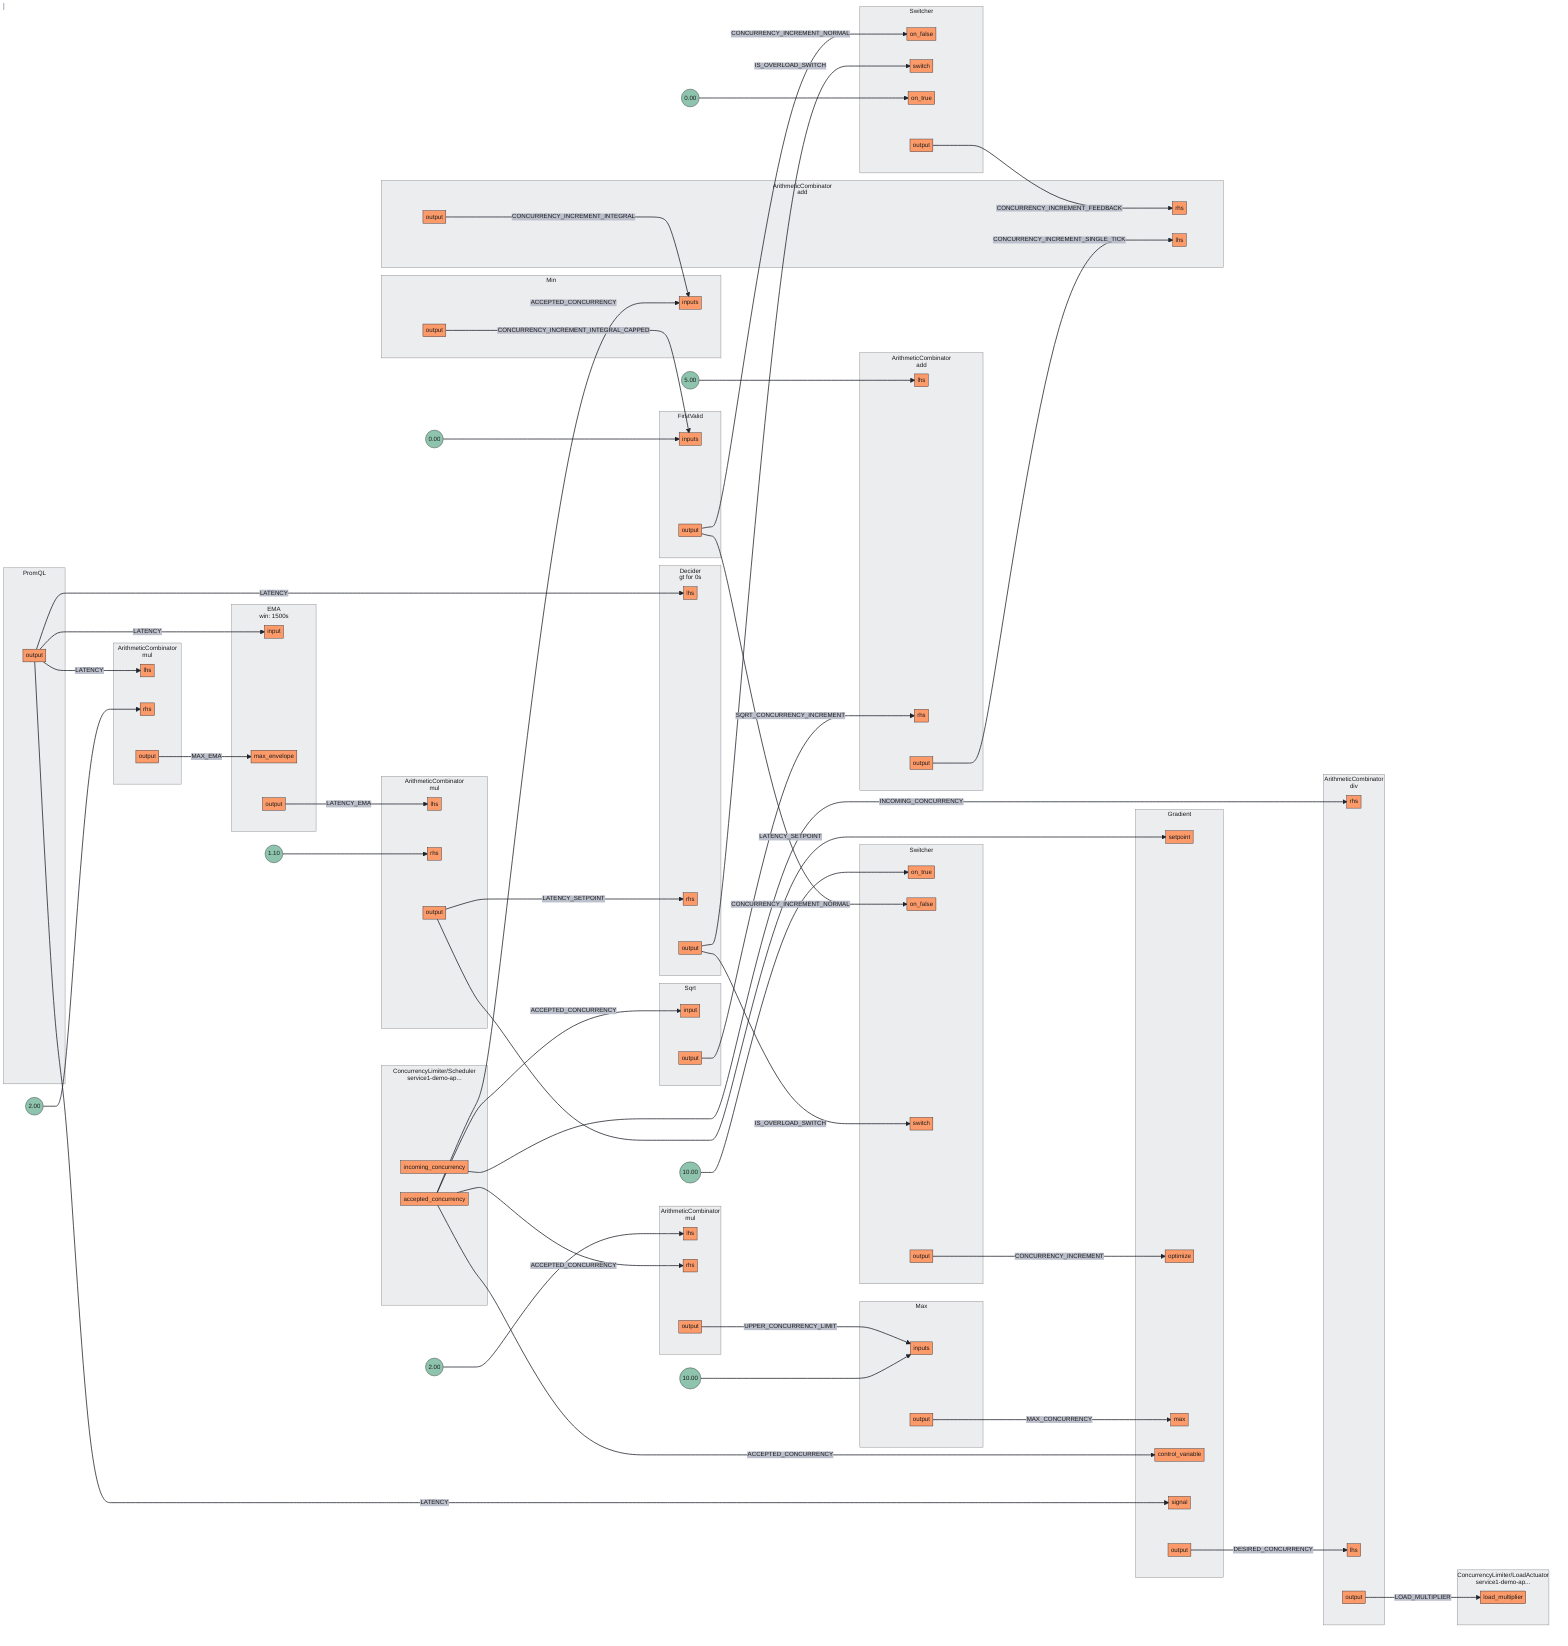 Switcher
on_false
CONCURRENCY_INCREMENT_NORMAL
switch
IS_OVERLOAD_SWITCH
0.00
on_true
output
ArithmeticCombinator
add
output
CONCURRENCY_INCREMENT_INTEGRAL
CONCURRENCY_INCREMENT_FEEDBACK
rhs
CONCURRENCY_INCREMENT_SINGLE_TICK
lhs
Min
ACCEPTED_CONCURRENCY
inputs
output
CONCURRENCY_INCREMENT_INTEGRAL_CAPPED
ArithmeticCombinator
add
5.00
lhs
FirstValid
0.00
inputs
output
PromQL
Decider
gt for 0s
LATENCY
lhs
EMA
win: 1500s
LATENCY
input
output
ArithmeticCombinator
mul
LATENCY
lhs
rhs
SQRT_CONCURRENCY_INCREMENT
rhs
output
MAX_EMA
max_envelope
output
ArithmeticCombinator
mul
ArithmeticCombinator
div
output
LATENCY_EMA
lhs
INCOMING_CONCURRENCY
rhs
Gradient
LATENCY_SETPOINT
setpoint
1.10
rhs
Switcher
on_true
LATENCY_SETPOINT
rhs
CONCURRENCY_INCREMENT_NORMAL
on_false
output
output
Sqrt
ACCEPTED_CONCURRENCY
input
output
ConcurrencyLimiter/Scheduler
service1-demo-ap...
2.00
IS_OVERLOAD_SWITCH
switch
incoming_concurrency
10.00
accepted_concurrency
ArithmeticCombinator
mul
lhs
output
CONCURRENCY_INCREMENT
optimize
ACCEPTED_CONCURRENCY
rhs
Max
output
UPPER_CONCURRENCY_LIMIT
inputs
2.00
10.00
output
MAX_CONCURRENCY
max
ACCEPTED_CONCURRENCY
control_variable
LATENCY
signal
output
DESIRED_CONCURRENCY
lhs
ConcurrencyLimiter/LoadActuator
service1-demo-ap...
output
LOAD_MULTIPLIER
load_multiplier